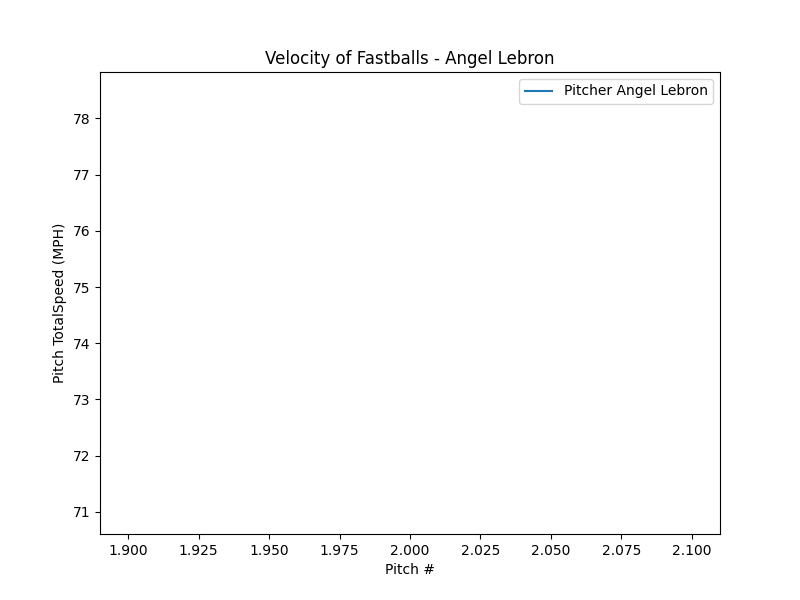 Velocity of Fastballs - Angel Lebron
Pitcher Angel Lebron
78
77
76
75
74
73
72
71
Pitch TotalSpeed (MPH)
1.900 1.925 1.950 1.975 2.000 2.025 2.050 2.075 2.100
Pitch #